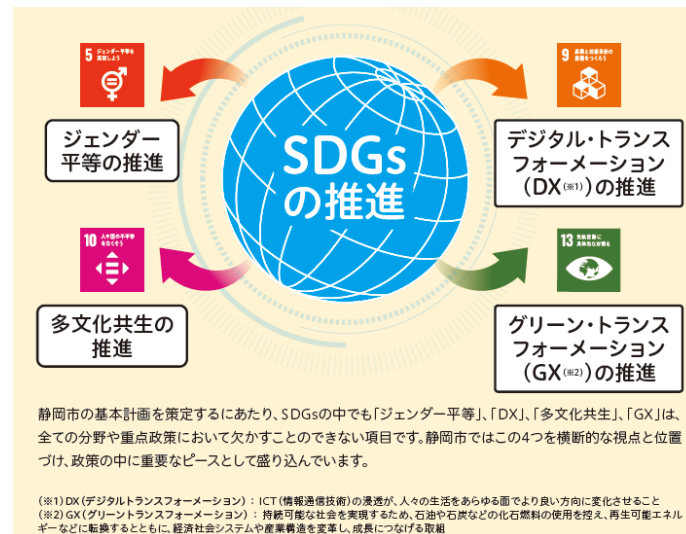 5 ジェンダー平等を
実現しよう
ジェンダー
平等の推進
SDGs
の推進
9 産業と技術革新の
基盤をつくろう
デジタル・トランス
フォーメーション
（DX(※1)）の推進
10 人や国の不平等
をなくそう
多文化共生の
推進
13 気候変動に
具体的な対策を
グリーン・トランス
フォーメーション
（GX(※2)）の推進
静岡市の基本計画を策定するにあたり、SDGsの中でも「ジェンダー平等」、「DX」、「多文化共生」、「GX」は、
全ての分野や重点政策において欠かすことのできない項目です。静岡市ではこの4つを横断的な視点と位置
づけ、政策の中に重要なピースとして盛り込んでいます。
（※1）DX（デジタルトランスフォーメーション）：ICT（情報通信技術）の浸透が、人々の生活をあらゆる面でより良い方向に変化させること
（※2）GX（グリーントランスフォーメーション）：持続可能な社会を実現するため、石油や石炭などの化石燃料の使用を控え、再生可能エネル
ギーなどに転換するとともに、経済社会システムや産業構造を変革し、成長につなげる取組